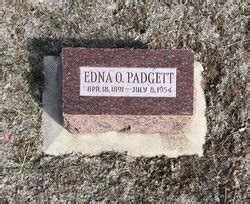 EDNA O. PADGETT
APR. 18, 1891 — JULY 8, 1954